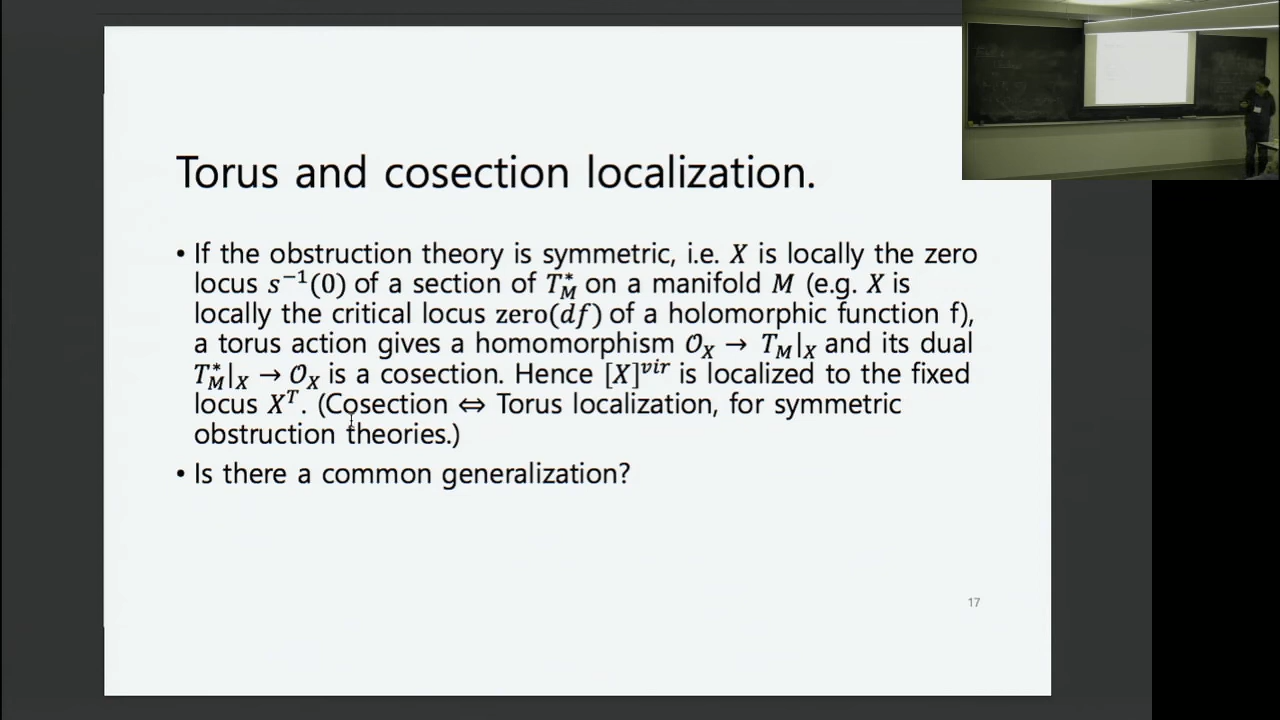 Torus and cosection localization.
• If the obstruction theory is symmetric, i.e. X is locally the zero
locus s⁻¹(0) of a section of T*_M on a manifold M (e.g. X is
locally the critical locus zero(df) of a holomorphic function f),
a torus action gives a homomorphism 𝒪_X → T_M|_X and its dual
T*_M|_X → 𝒪_X is a cosection. Hence [X]^vir is localized to the fixed
locus X^T. (Cosection ⇔ Torus localization, for symmetric
obstruction theories.)
• Is there a common generalization?
17